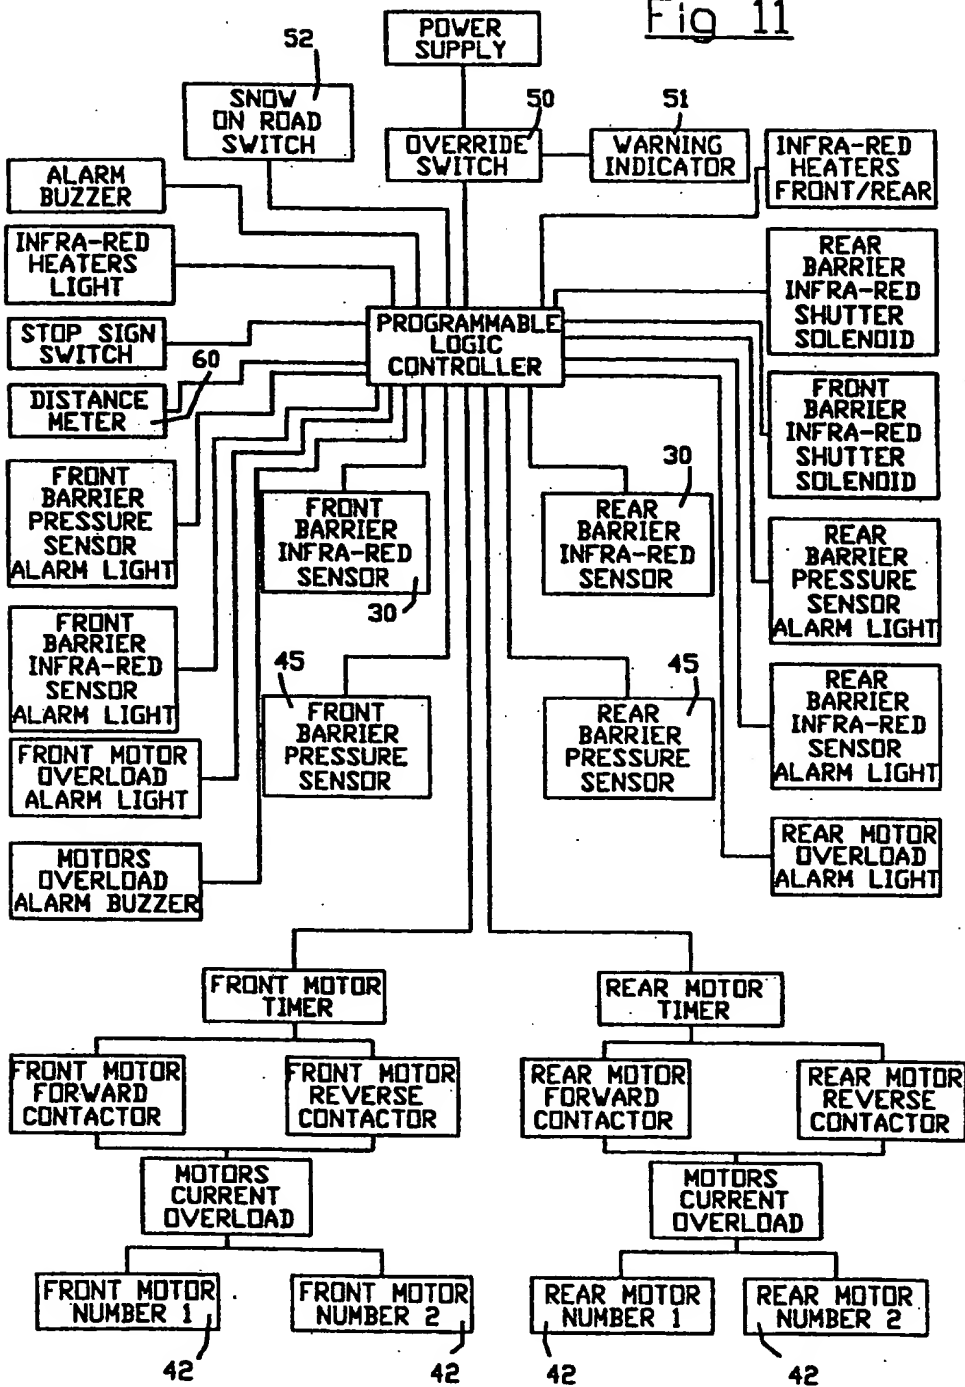 Fig 11
POWER
SUPPLY
52
SNOW
ON ROAD
SWITCH
50
OVERRIDE
SWITCH
51
WARNING
INDICATOR
INFRA-RED
HEATERS
FRONT/REAR
ALARM
BUZZER
INFRA-RED
HEATERS
LIGHT
STOP SIGN
SWITCH
60
DISTANCE
METER
PROGRAMMABLE
LOGIC
CONTROLLER
REAR
BARRIER
INFRA-RED
SHUTTER
SOLENOID
FRONT
BARRIER
INFRA-RED
SHUTTER
SOLENOID
FRONT
BARRIER
PRESSURE
SENSOR
ALARM LIGHT
FRONT
BARRIER
INFRA-RED
SENSOR
30
30
REAR
BARRIER
INFRA-RED
SENSOR
REAR
BARRIER
PRESSURE
SENSOR
ALARM LIGHT
FRONT
BARRIER
INFRA-RED
SENSOR
ALARM LIGHT
45
FRONT
BARRIER
PRESSURE
SENSOR
45
REAR
BARRIER
PRESSURE
SENSOR
REAR
BARRIER
INFRA-RED
SENSOR
ALARM LIGHT
FRONT MOTOR
OVERLOAD
ALARM LIGHT
MOTORS
OVERLOAD
ALARM BUZZER
REAR MOTOR
OVERLOAD
ALARM LIGHT
FRONT MOTOR
TIMER
REAR MOTOR
TIMER
FRONT MOTOR
FORWARD
CONTACTOR
FRONT MOTOR
REVERSE
CONTACTOR
REAR MOTOR
FORWARD
CONTACTOR
REAR MOTOR
REVERSE
CONTACTOR
MOTORS
CURRENT
OVERLOAD
MOTORS
CURRENT
OVERLOAD
FRONT MOTOR
NUMBER 1
FRONT MOTOR
NUMBER 2
REAR MOTOR
NUMBER 1
REAR MOTOR
NUMBER 2
42
42
42
42